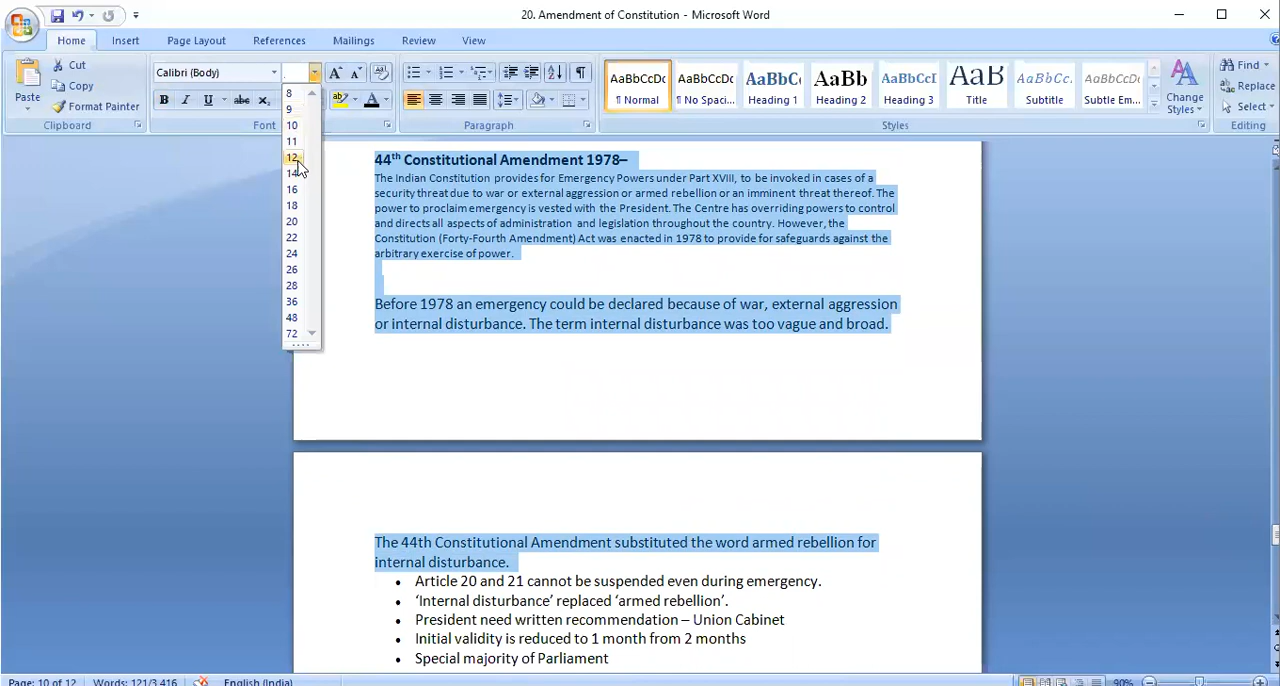 20. Amendment of Constitution - Microsoft Word
Home Insert Page Layout References Mailings Review View
Paste
Cut
Copy
Format Painter
Clipboard
Calibri (Body)
Font
Paragraph
AaBbCcDc AaBbCcDc AaBbC AaBb AaBbCcI AaB AaBbCc. AaBbCcD
¶ Normal ¶ No Spaci... Heading 1 Heading 2 Heading 3 Title Subtitle Subtle Em...
Change
Styles
Styles
Find
Replace
Select
Editing
8
9
10
11
12
14
16
18
20
22
24
26
28
36
48
72
44th Constitutional Amendment 1978–
The Indian Constitution provides for Emergency Powers under Part XVIII, to be invoked in cases of a
security threat due to war or external aggression or armed rebellion or an imminent threat thereof. The
power to proclaim emergency is vested with the President. The Centre has overriding powers to control
and directs all aspects of administration and legislation throughout the country. However, the
Constitution (Forty-Fourth Amendment) Act was enacted in 1978 to provide for safeguards against the
arbitrary exercise of power.
Before 1978 an emergency could be declared because of war, external aggression
or internal disturbance. The term internal disturbance was too vague and broad.
The 44th Constitutional Amendment substituted the word armed rebellion for
internal disturbance.
• Article 20 and 21 cannot be suspended even during emergency.
• ‘Internal disturbance’ replaced ‘armed rebellion’.
• President need written recommendation – Union Cabinet
• Initial validity is reduced to 1 month from 2 months
• Special majority of Parliament
Page: 10 of 12 Words: 121/3,416 English (India) 90%